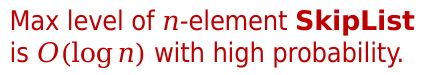 Max level of n-element SkipList
is O(log n) with high probability.